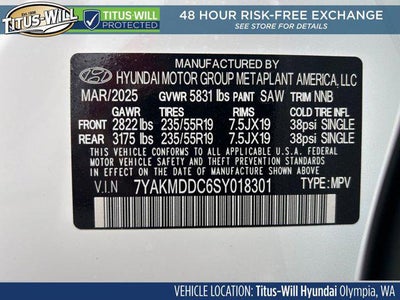 EST. 1938
TITUS-WILL
TITUS-WILL
PROTECTED
48 HOUR RISK-FREE EXCHANGE
SEE STORE FOR DETAILS
MANUFACTURED BY
HYUNDAI MOTOR GROUP METAPLANT AMERICA, LLC
MAR/2025 GVWR 5831 lbs PAINT SAW TRIM NNB
GAWR TIRES RIMS COLD TIRE INFL
FRONT 2822 lbs 235/55R19 7.5JX19 38psi SINGLE
REAR 3175 lbs 235/55R19 7.5JX19 38psi SINGLE
THIS VEHICLE CONFORMS TO ALL APPLICABLE U.S.A.
FEDERAL MOTOR VEHICLE SAFETY, BUMPER, AND
THEFT PREVENTION STANDARDS IN EFFECT ON THE
DATE OF MANUFACTURE SHOWN ABOVE.
V.I.N 7YAKMDDC6SY018301 TYPE: MPV
VEHICLE LOCATION: Titus-Will Hyundai Olympia, WA